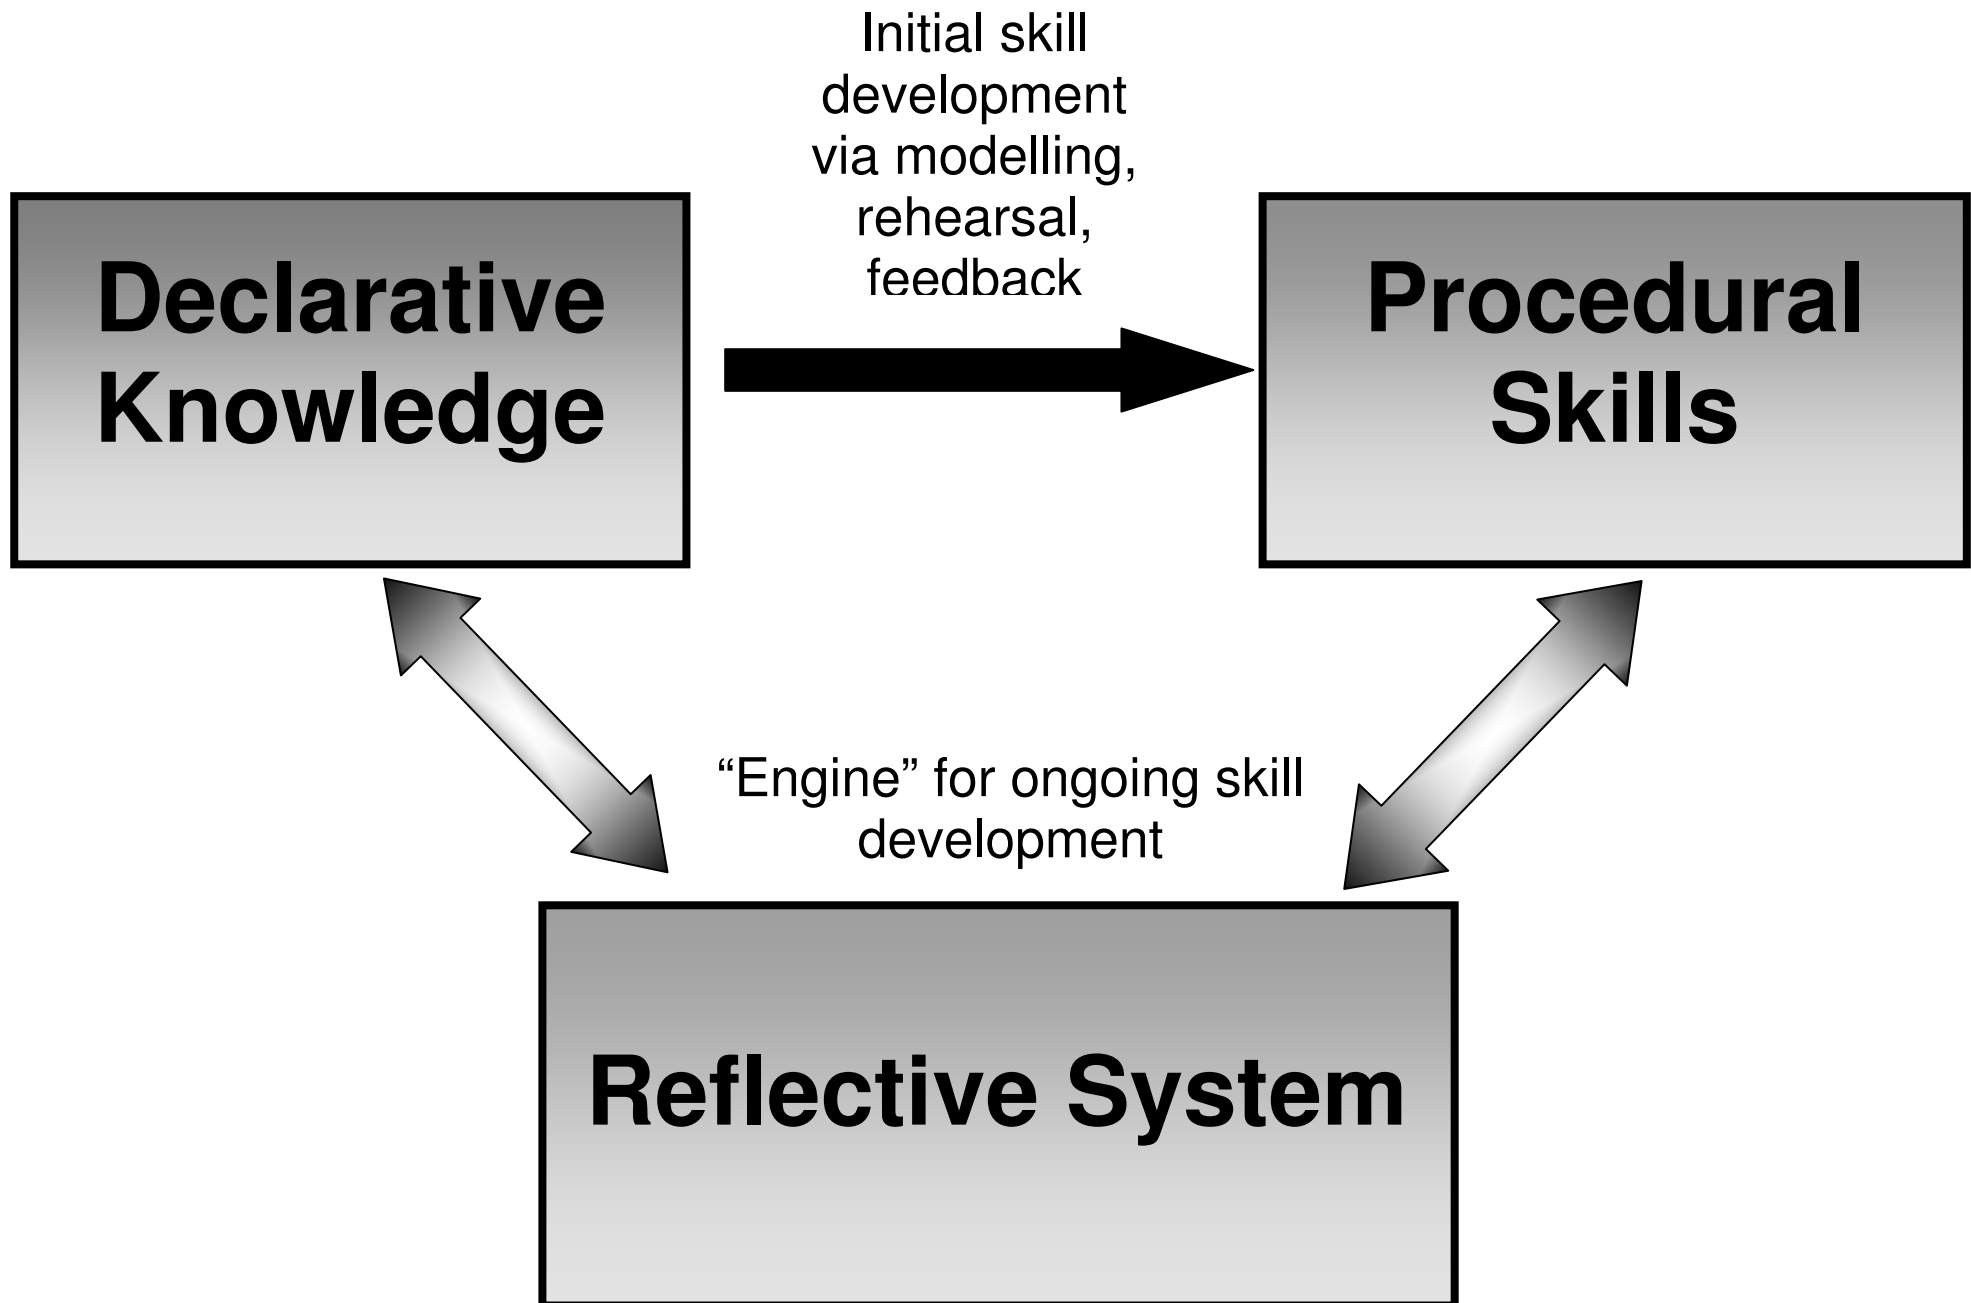 Initial skill
development
via modelling,
rehearsal,
feedback
Declarative
Knowledge
Procedural
Skills
“Engine” for ongoing skill
development
Reflective System